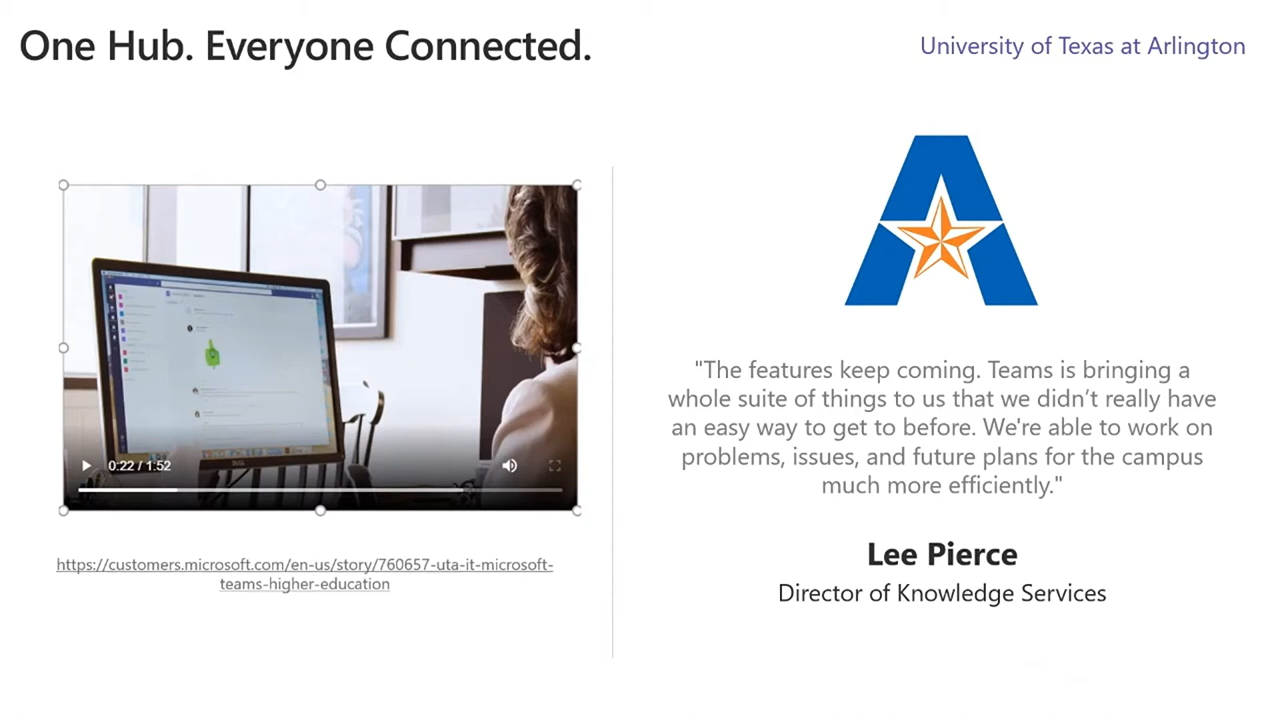 One Hub. Everyone Connected.
University of Texas at Arlington
0:22 / 1:52
https://customers.microsoft.com/en-us/story/760657-uta-it-microsoft-
teams-higher-education
A
"The features keep coming. Teams is bringing a
whole suite of things to us that we didn’t really have
an easy way to get to before. We're able to work on
problems, issues, and future plans for the campus
much more efficiently."
Lee Pierce
Director of Knowledge Services